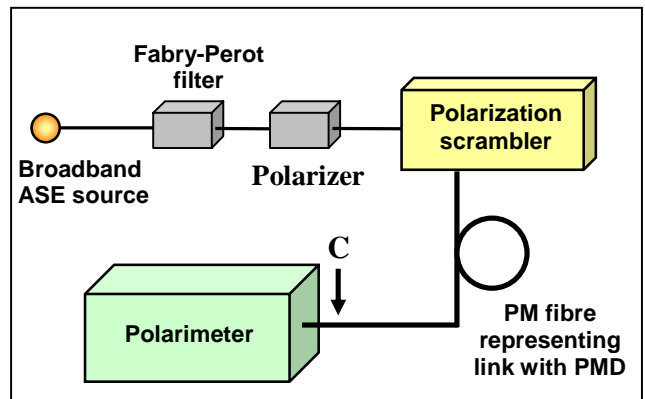 Fabry-Perot
filter
Broadband
ASE source
Polarizer
Polarization
scrambler
C
Polarimeter
PM fibre
representing
link with PMD